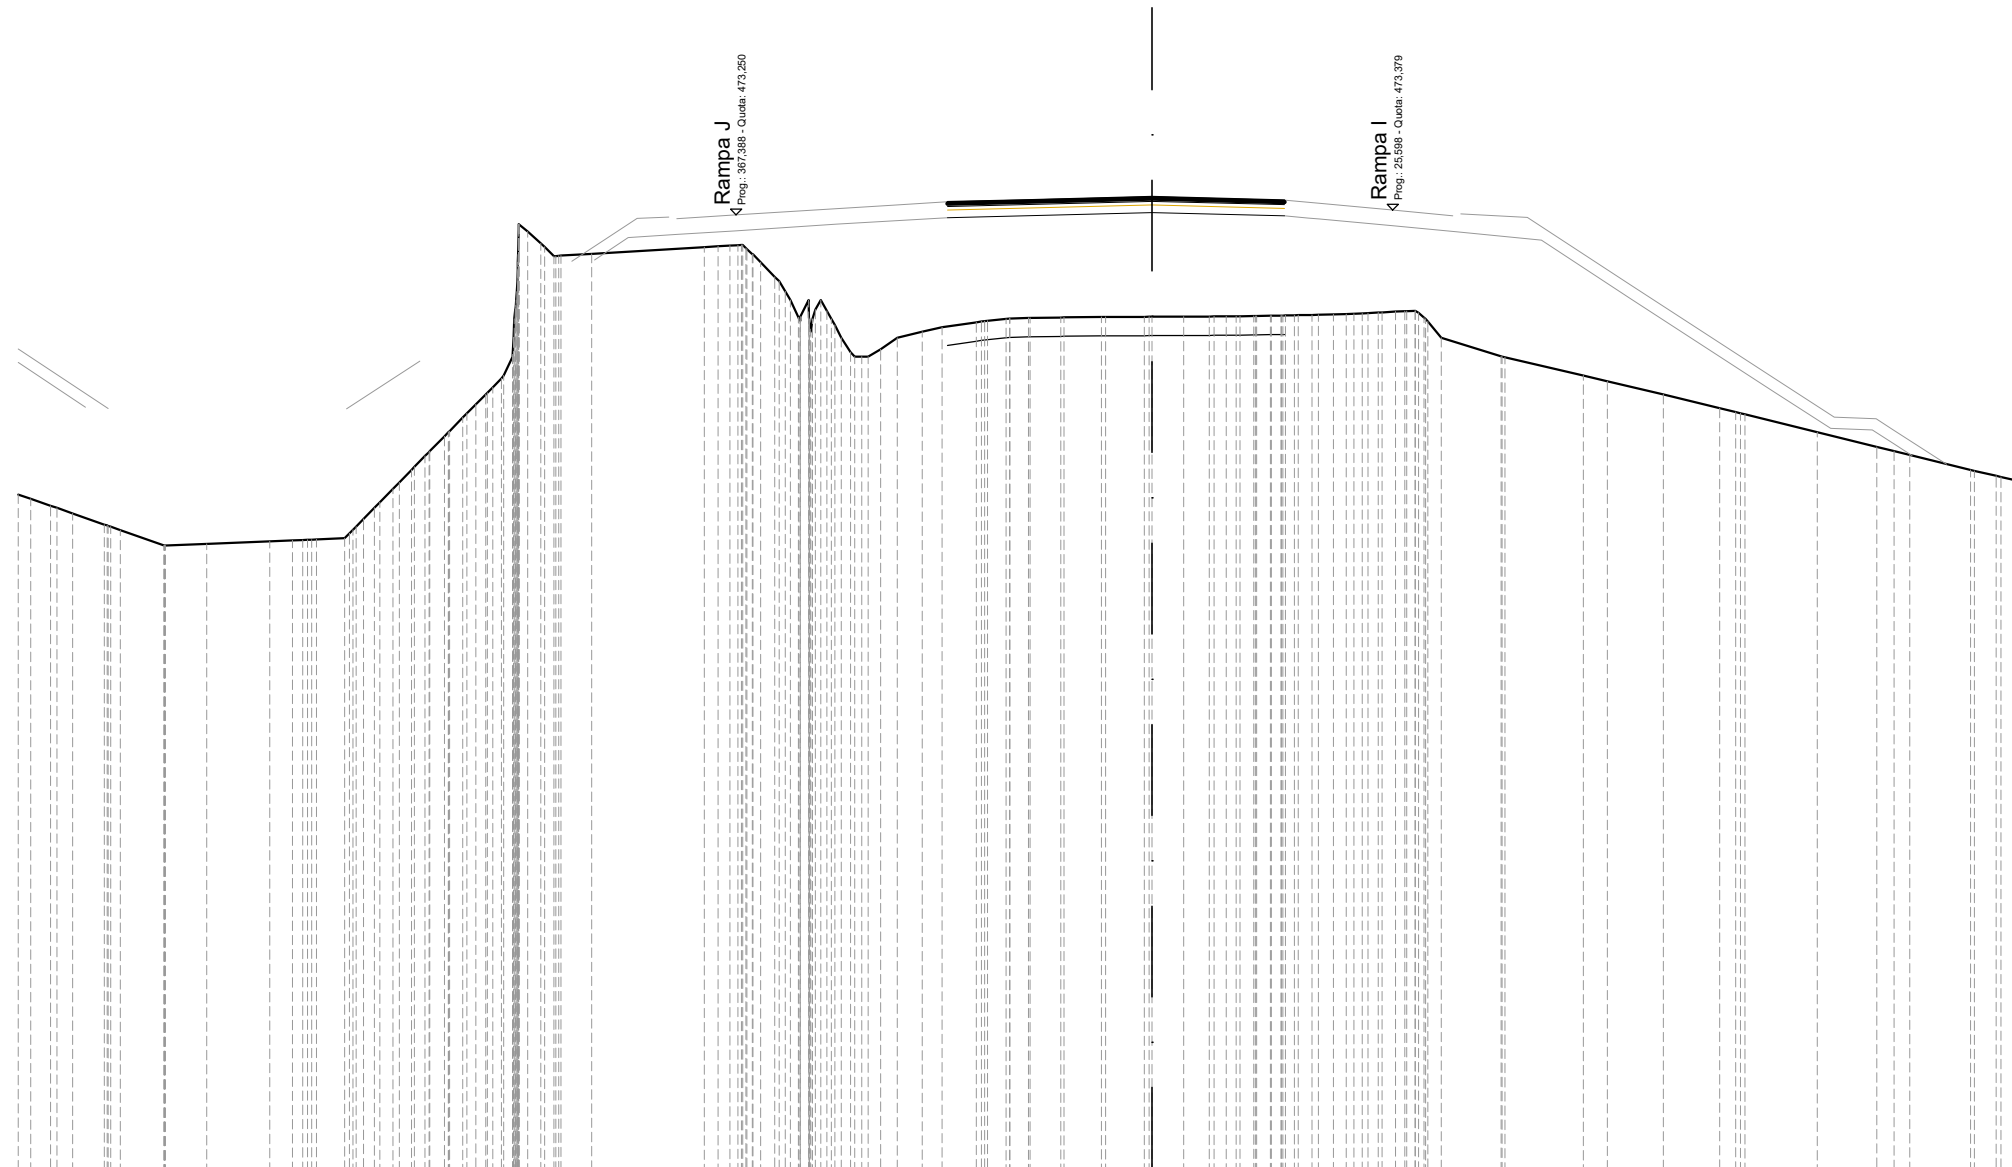 Rampa J
Prog.: 367,388 - Quota: 473,250
Rampa I
Prog.: 25,598 - Quota: 473,379